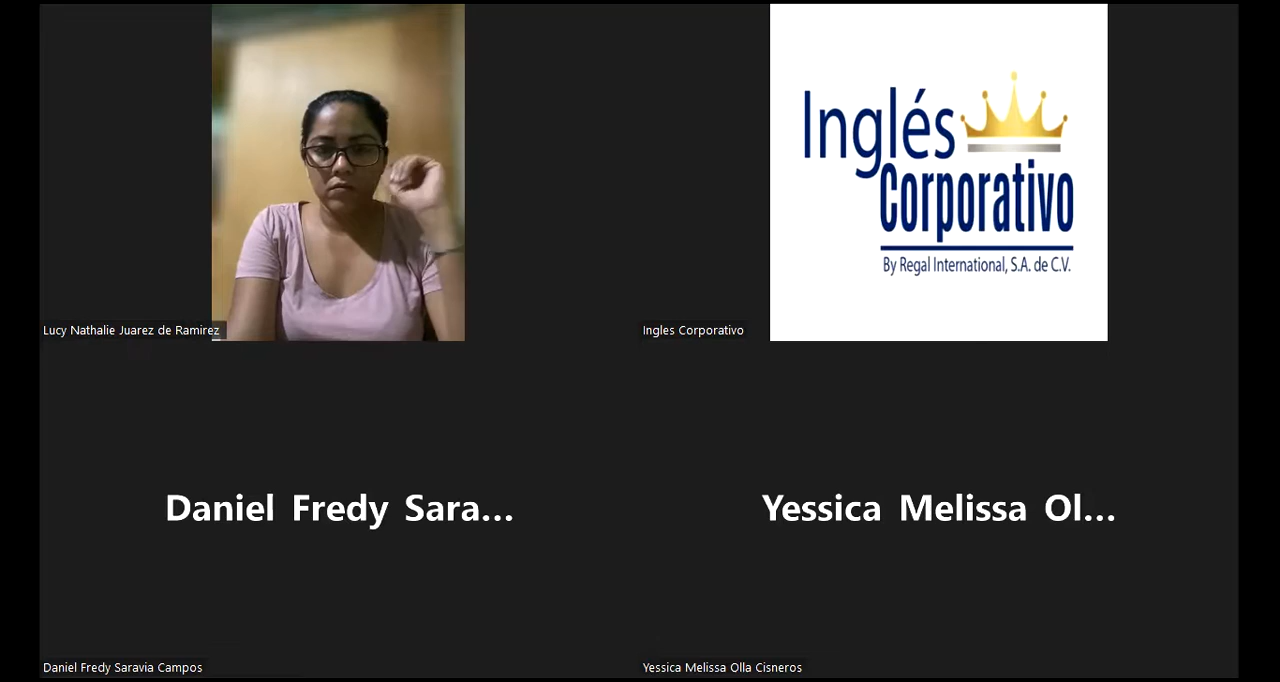 Inglés
Corporativo
By Regal International, S.A. de C.V.
Lucy Nathalie Juarez de Ramirez
Ingles Corporativo
Daniel Fredy Sara...
Yessica Melissa Ol...
Daniel Fredy Saravia Campos
Yessica Melissa Olla Cisneros